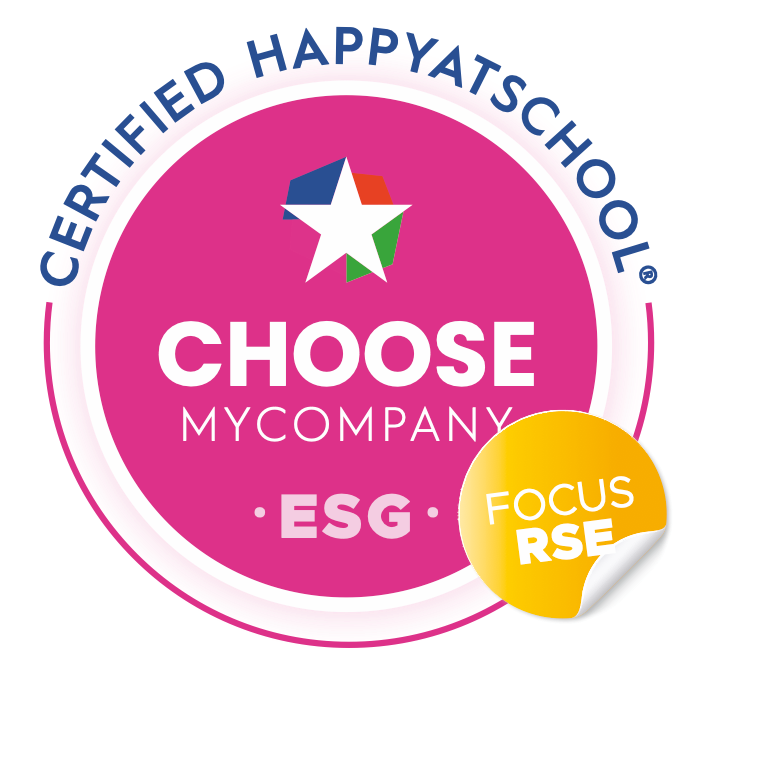 CERTIFIED HAPPYATSCHOOL®
CHOOSE
MYCOMPANY
· ESG ·
FOCUS
RSE